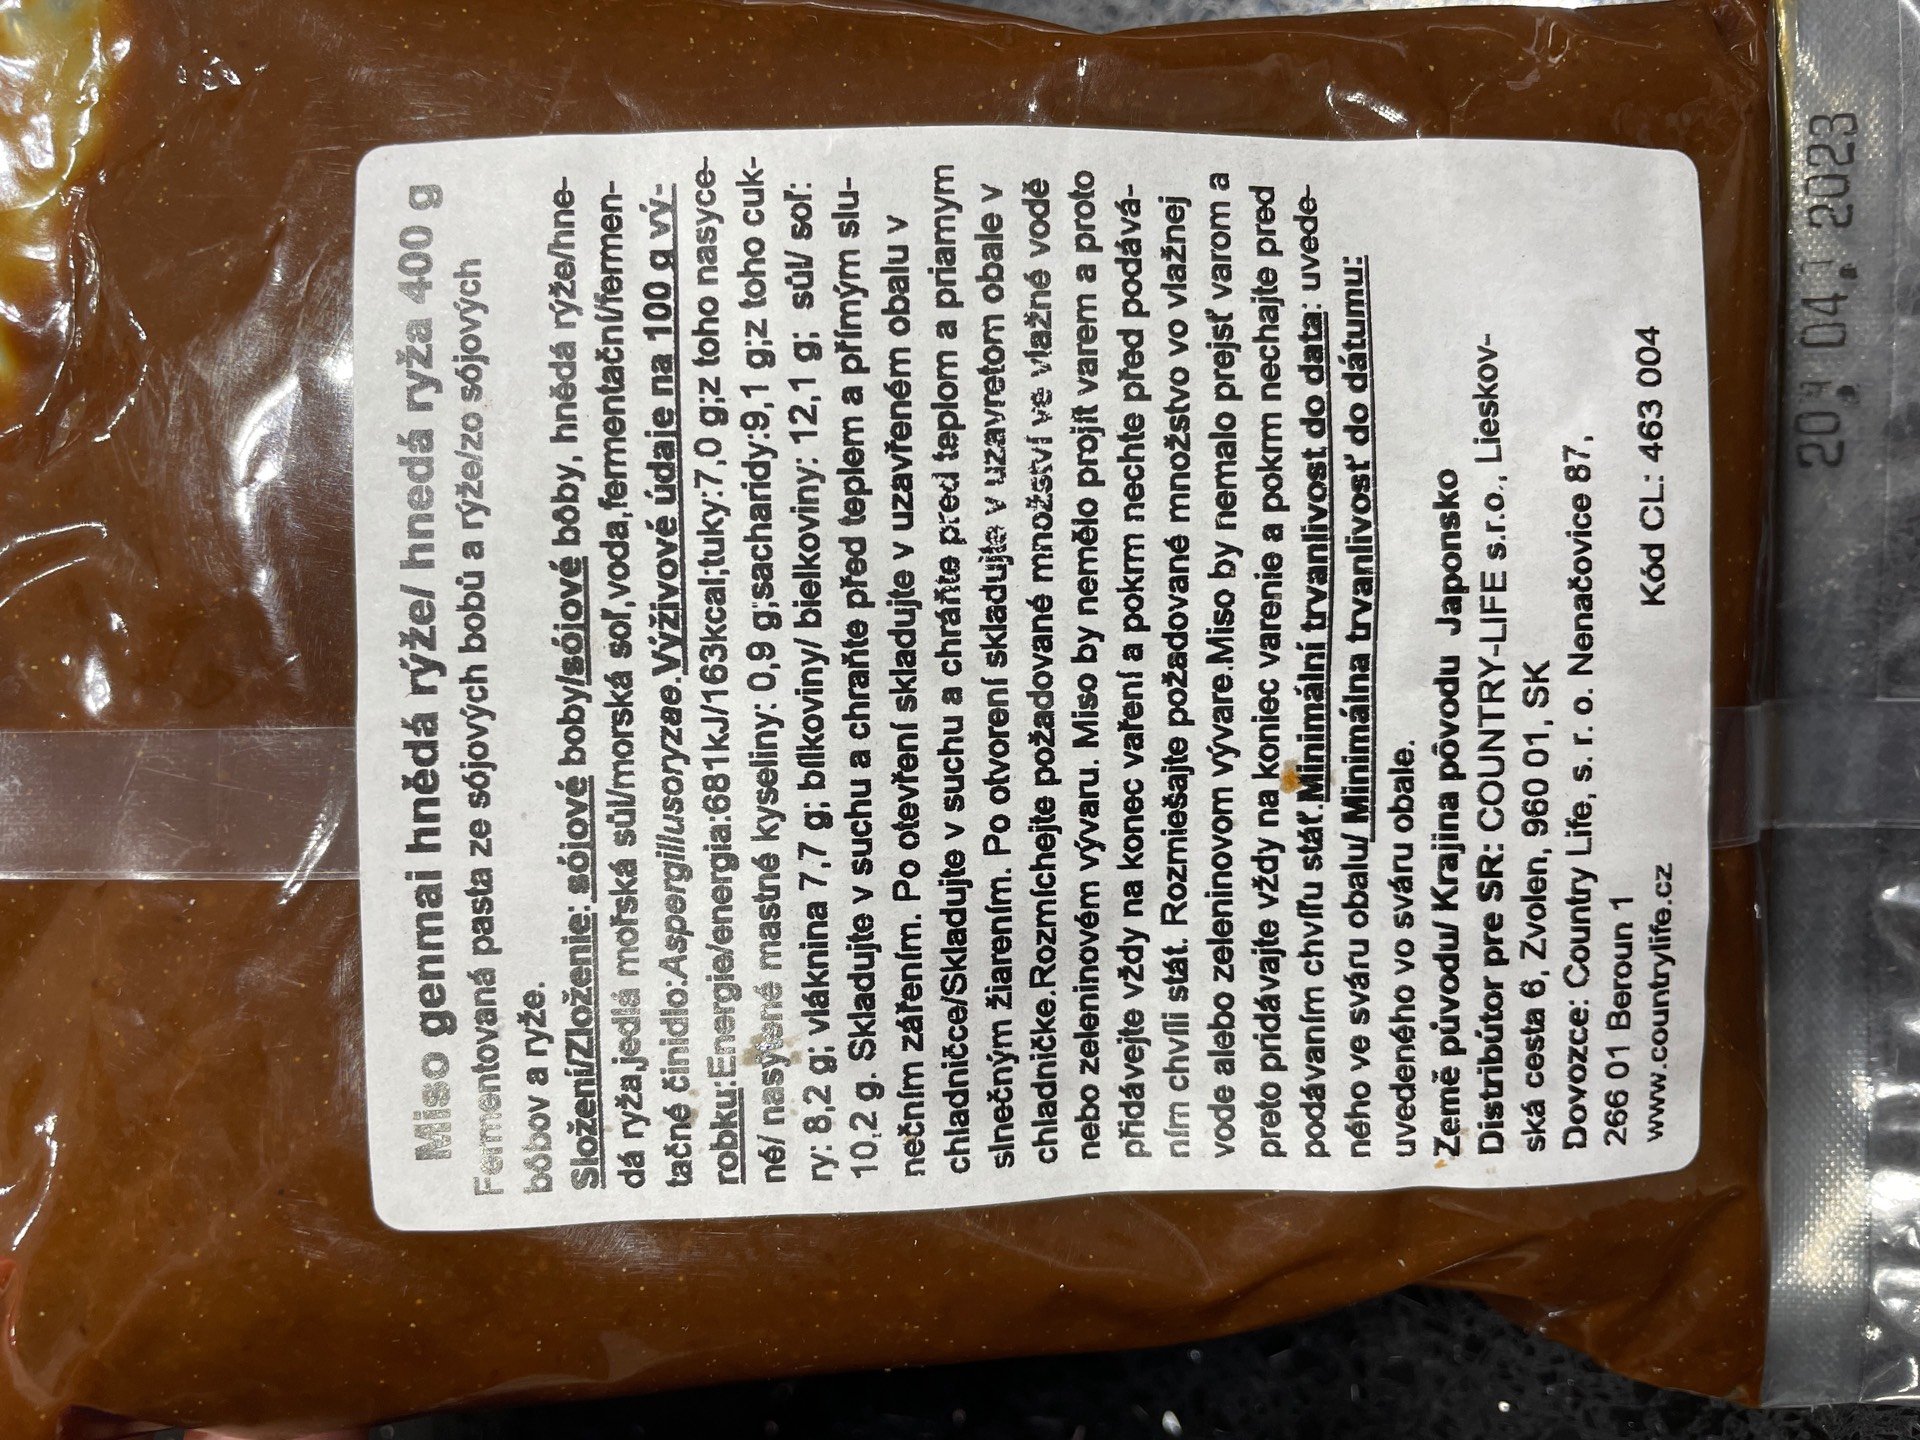 Miso genmai hnědá rýže/ hnedá ryža 400 g
Fermentovaná pasta ze sójových bobů a rýže/zo sójových
bôbov a ryže.
Složení/Zloženie: sójové boby/sójové bôby, hnědá rýže/hne-
dá ryža,jedlá mořská sůl/morská soľ,voda,fermentační/fermen-
tačné činidlo:Aspergillusoryzae.Výživové údaje na 100 g vý-
robku:Energie/energia:681kJ/163kcal;tuky:7,0 g;z toho nasyce-
né/ nasýtené mastné kyseliny: 0,9 g;sacharidy:9,1 g;z toho cuk-
ry: 8,2 g; vláknina 7,7 g; bílkoviny/ bielkoviny: 12,1 g; sůl/ soľ:
10,2 g. Skladujte v suchu a chraňte před teplem a přímým slu-
nečním zářením. Po otevření skladujte v uzavřeném obalu v
chladničce/Skladujte v suchu a chráňte pred teplom a priamym
slnečným žiarením. Po otvorení skladujte v uzavretom obale v
chladničke.Rozmíchejte požadované množství ve vlažné vodě
nebo zeleninovém vývaru. Miso by nemělo projít varem a proto
přidávejte vždy na konec vaření a pokrm nechte před podává-
ním chvíli stát. Rozmiešajte požadované množstvo vo vlažnej
vode alebo zeleninovom vývare.Miso by nemalo prejsť varom a
preto pridávajte vždy na koniec varenie a pokrm nechajte pred
podávaním chvíľu stáť.Minimální trvanlivost do data: uvede-
ného ve sváru obalu/ Minimálna trvanlivosť do dátumu:
uvedeného vo sváru obale.
Země původu/ Krajina pôvodu Japonsko
Distribútor pre SR: COUNTRY-LIFE s.r.o., Lieskov-
ská cesta 6, Zvolen, 960 01, SK
Dovozce: Country Life, s. r. o. Nenačovice 87,
266 01 Beroun 1
www.countrylife.cz Kód CL: 463 004
20, 04, 2023